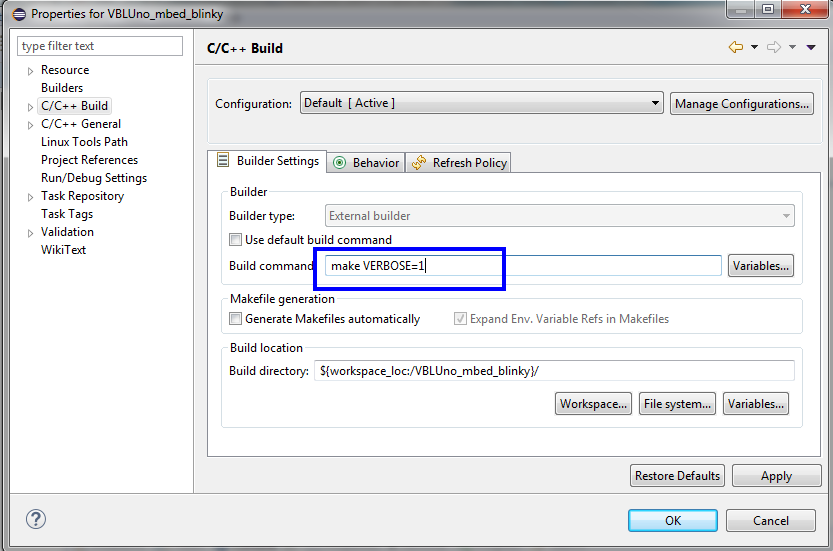 Properties for VBLUno_mbed_blinky
type filter text
Resource
Builders
C/C++ Build
C/C++ General
Linux Tools Path
Project References
Run/Debug Settings
Task Repository
Task Tags
Validation
WikiText
C/C++ Build
Configuration: Default [ Active ] Manage Configurations...
Builder Settings Behavior Refresh Policy
Builder
Builder type: External builder
Use default build command
Build command make VERBOSE=1 Variables...
Makefile generation
Generate Makefiles automatically Expand Env. Variable Refs in Makefiles
Build location
Build directory: ${workspace_loc:/VBLUno_mbed_blinky}/
Workspace... File system... Variables...
Restore Defaults Apply
OK Cancel